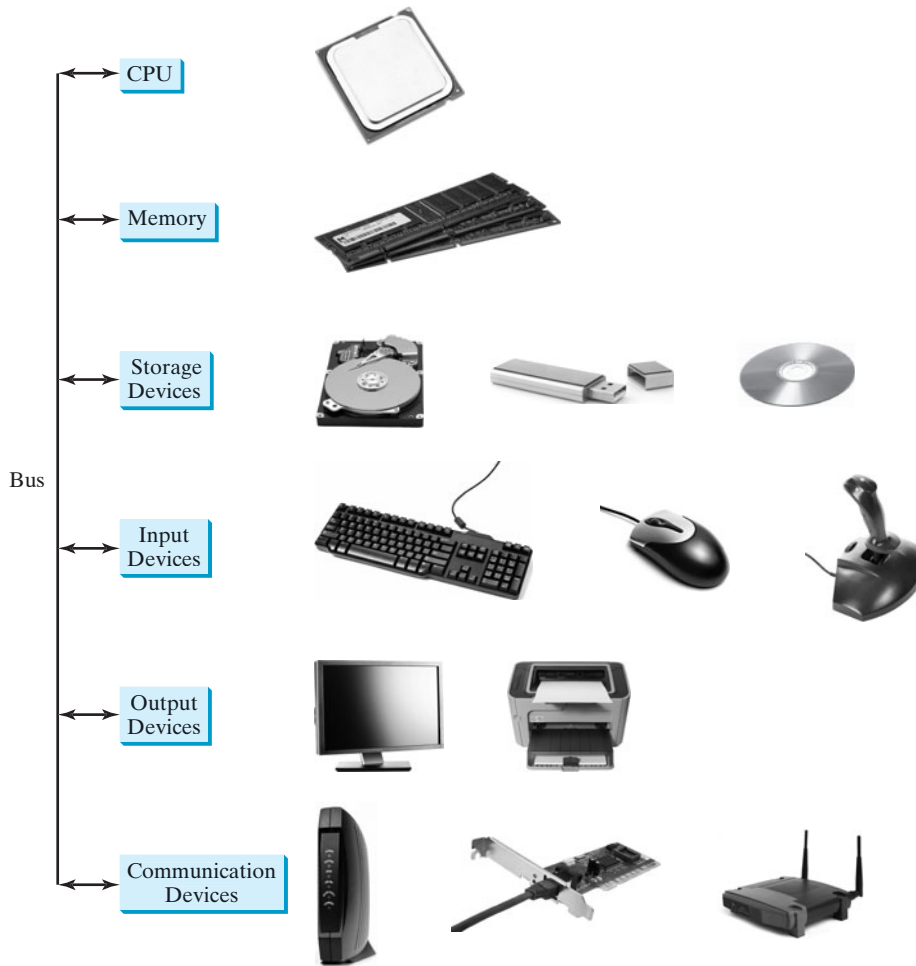 CPU
Memory
Storage
Devices
Bus
Input
Devices
Output
Devices
Communication
Devices